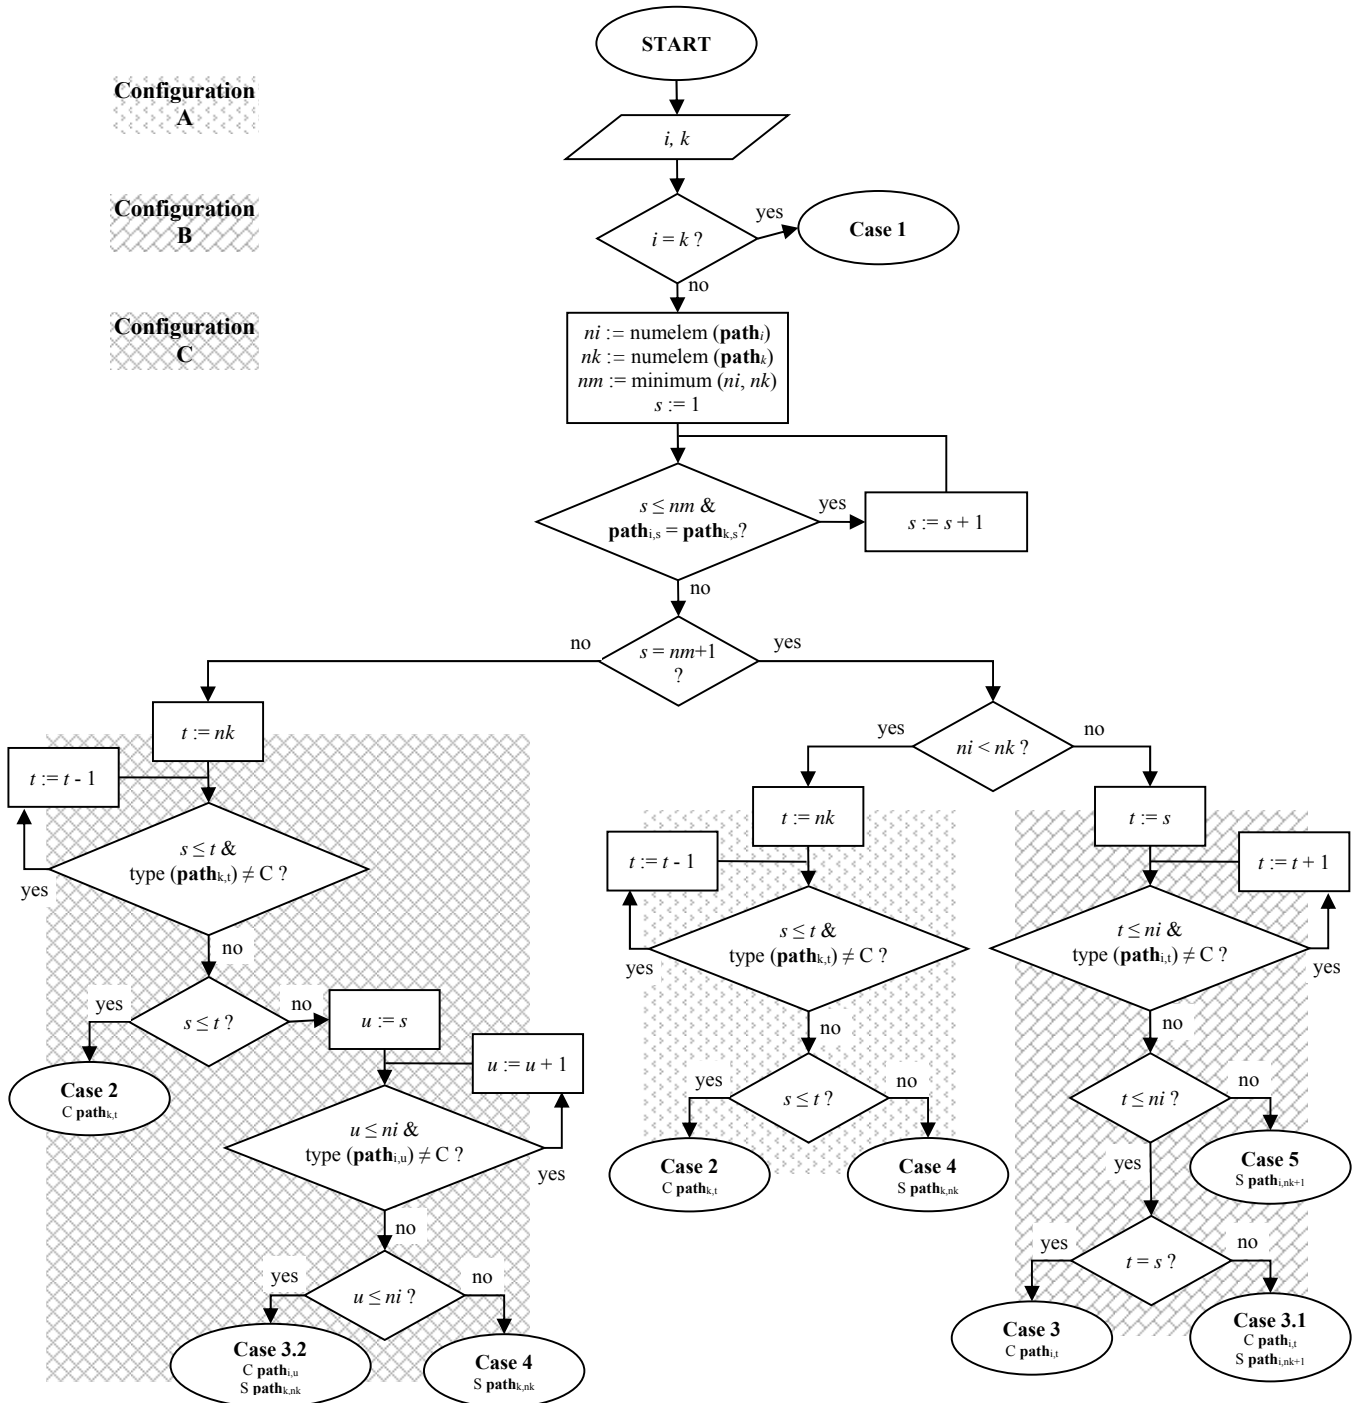 START
Configuration
A
i, k
Configuration
B
i = k ?
yes
Case 1
no
Configuration
C
ni := numelem (pathi)
nk := numelem (pathk)
nm := minimum (ni, nk)
s := 1
s ≤ nm &
pathi,s = pathk,s?
yes
s := s + 1
no
no
s = nm+1
?
yes
t := nk
yes
ni < nk ?
no
t := t - 1
t := nk
t := s
s ≤ t &
type (pathk,t) ≠ C ?
yes
t := t - 1
t := t + 1
no
s ≤ t &
type (pathk,t) ≠ C ?
yes
t ≤ ni &
type (pathi,t) ≠ C ?
yes
yes
s ≤ t ?
no
u := s
no
no
u := u + 1
Case 2
C pathk,t
yes
s ≤ t ?
no
t ≤ ni ?
no
u ≤ ni &
type (pathi,u) ≠ C ?
yes
Case 2
C pathk,t
Case 4
S pathk,nk
yes
Case 5
S pathi,nk+1
no
yes
u ≤ ni ?
no
yes
t = s ?
no
Case 3.2
C pathi,u
S pathk,nk
Case 4
S pathk,nk
Case 3
C pathi,t
Case 3.1
C pathi,t
S pathi,nk+1